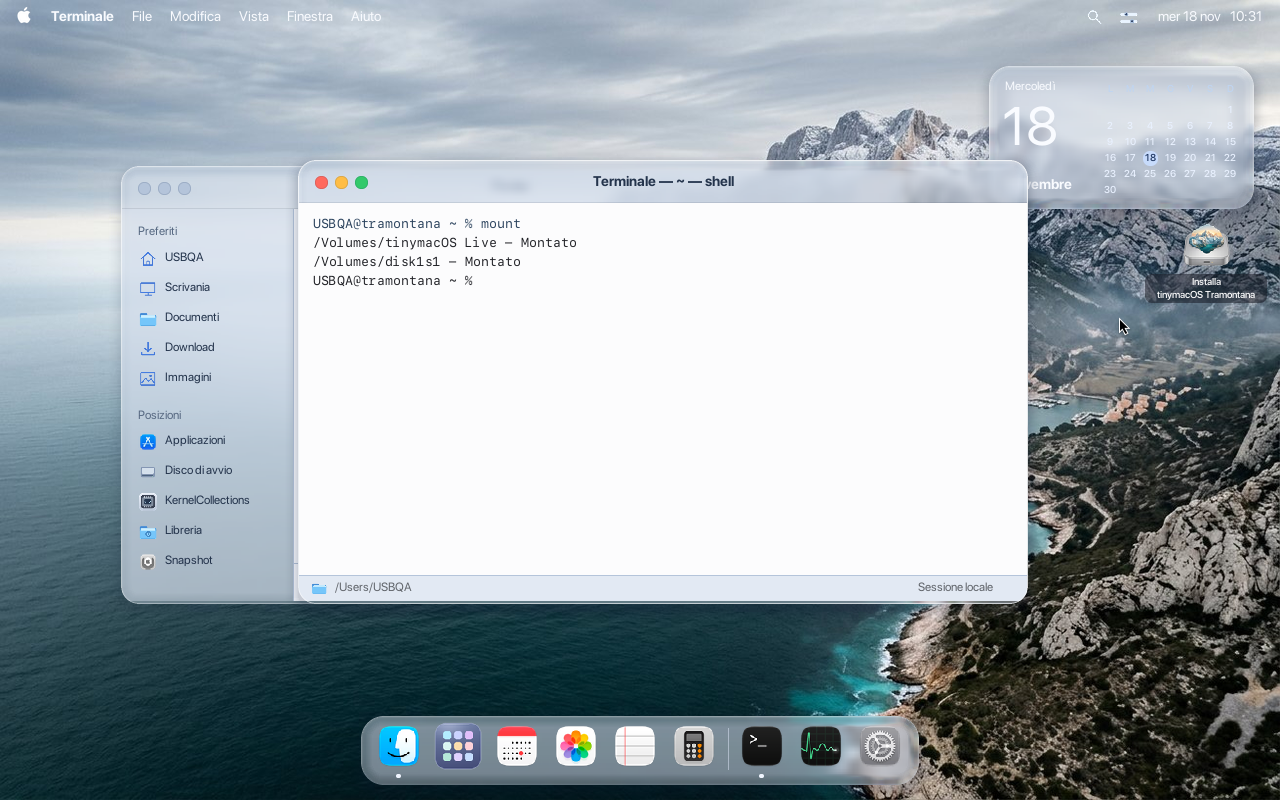 Terminale File Modifica Vista Finestra Aiuto
mer 18 nov 10:31
Mercoledì
18
1
2 3 4 5 6 7 8
9 10 11 12 13 14 15
16 17 18 19 20 21 22
23 24 25 26 27 28 29
30
vembre
Installa
tinymacOS Tramontana
Preferiti
USBQA
Scrivania
Documenti
Download
Immagini
Posizioni
Applicazioni
Disco di avvio
KernelCollections
Libreria
Snapshot
Terminale — ~ — shell
USBQA@tramontana ~ % mount
/Volumes/tinymacOS Live — Montato
/Volumes/disk1s1 — Montato
USBQA@tramontana ~ %
/Users/USBQA
Sessione locale
>_